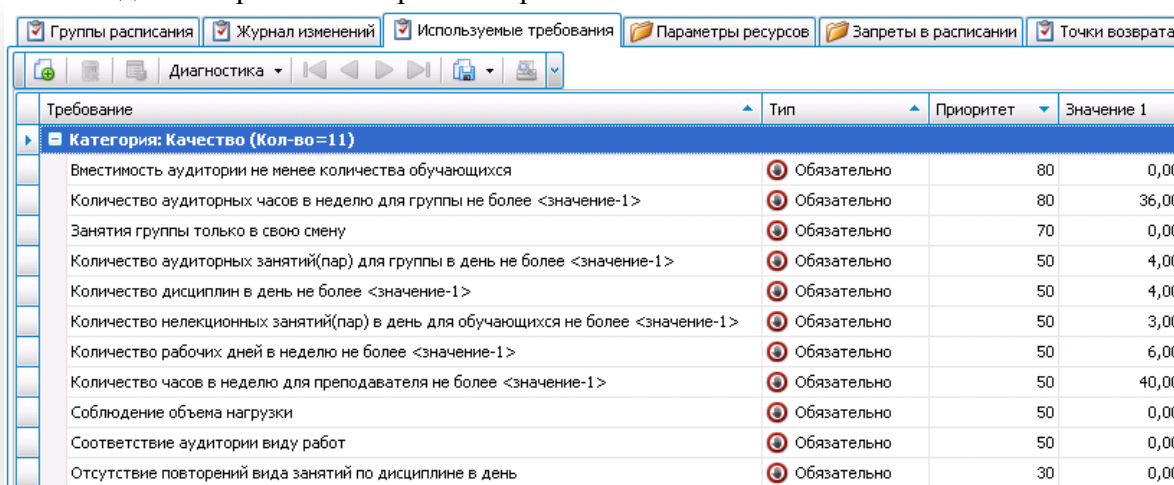 Группы расписания Журнал изменений Используемые требования Параметры ресурсов Запреты в расписании Точки возврата
Диагностика
Требование Тип Приоритет Значение 1
Категория: Качество (Кол-во=11)
Вместимость аудитории не менее количества обучающихся Обязательно 80 0,00
Количество аудиторных часов в неделю для группы не более <значение-1> Обязательно 80 36,00
Занятия группы только в свою смену Обязательно 70 0,00
Количество аудиторных занятий(пар) для группы в день не более <значение-1> Обязательно 50 4,00
Количество дисциплин в день не более <значение-1> Обязательно 50 4,00
Количество нелекционных занятий(пар) в день для обучающихся не более <значение-1> Обязательно 50 3,00
Количество рабочих дней в неделю не более <значение-1> Обязательно 50 6,00
Количество часов в неделю для преподавателя не более <значение-1> Обязательно 50 40,00
Соблюдение объема нагрузки Обязательно 50 0,00
Соответствие аудитории виду работ Обязательно 50 0,00
Отсутствие повторений вида занятий по дисциплине в день Обязательно 30 0,00